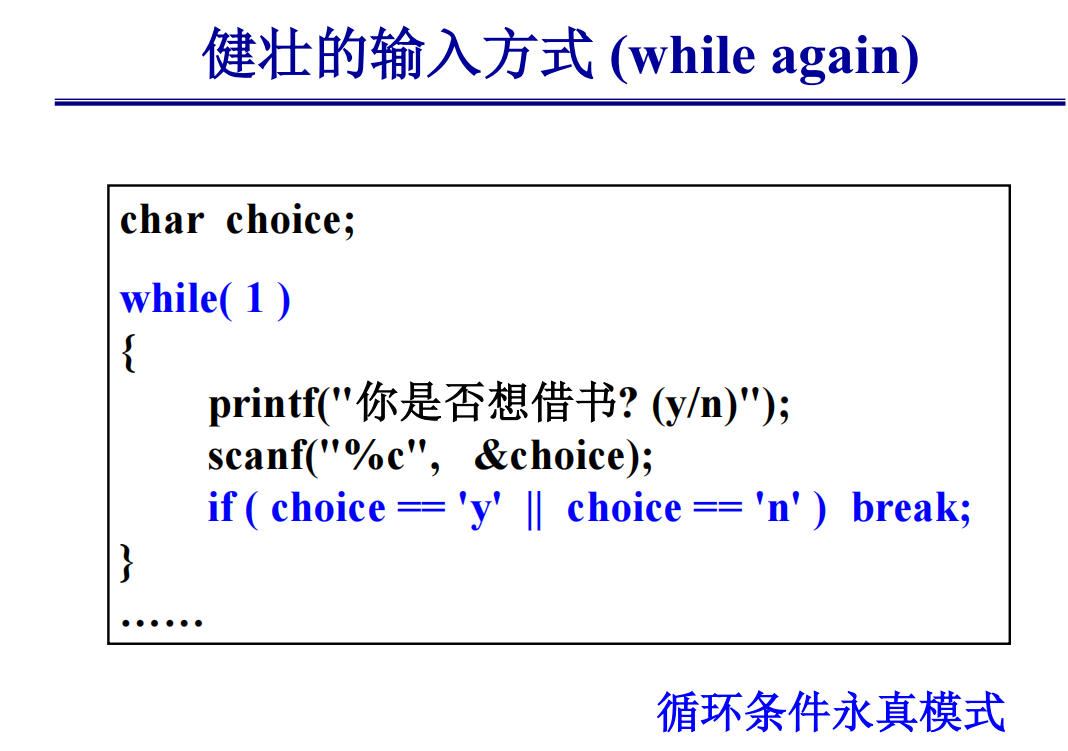 健壮的输入方式 (while again)
char choice;
while( 1 )
{
printf("你是否想借书? (y/n)");
scanf("%c", &choice);
if ( choice == 'y' || choice == 'n' ) break;
}
……
循环条件永真模式